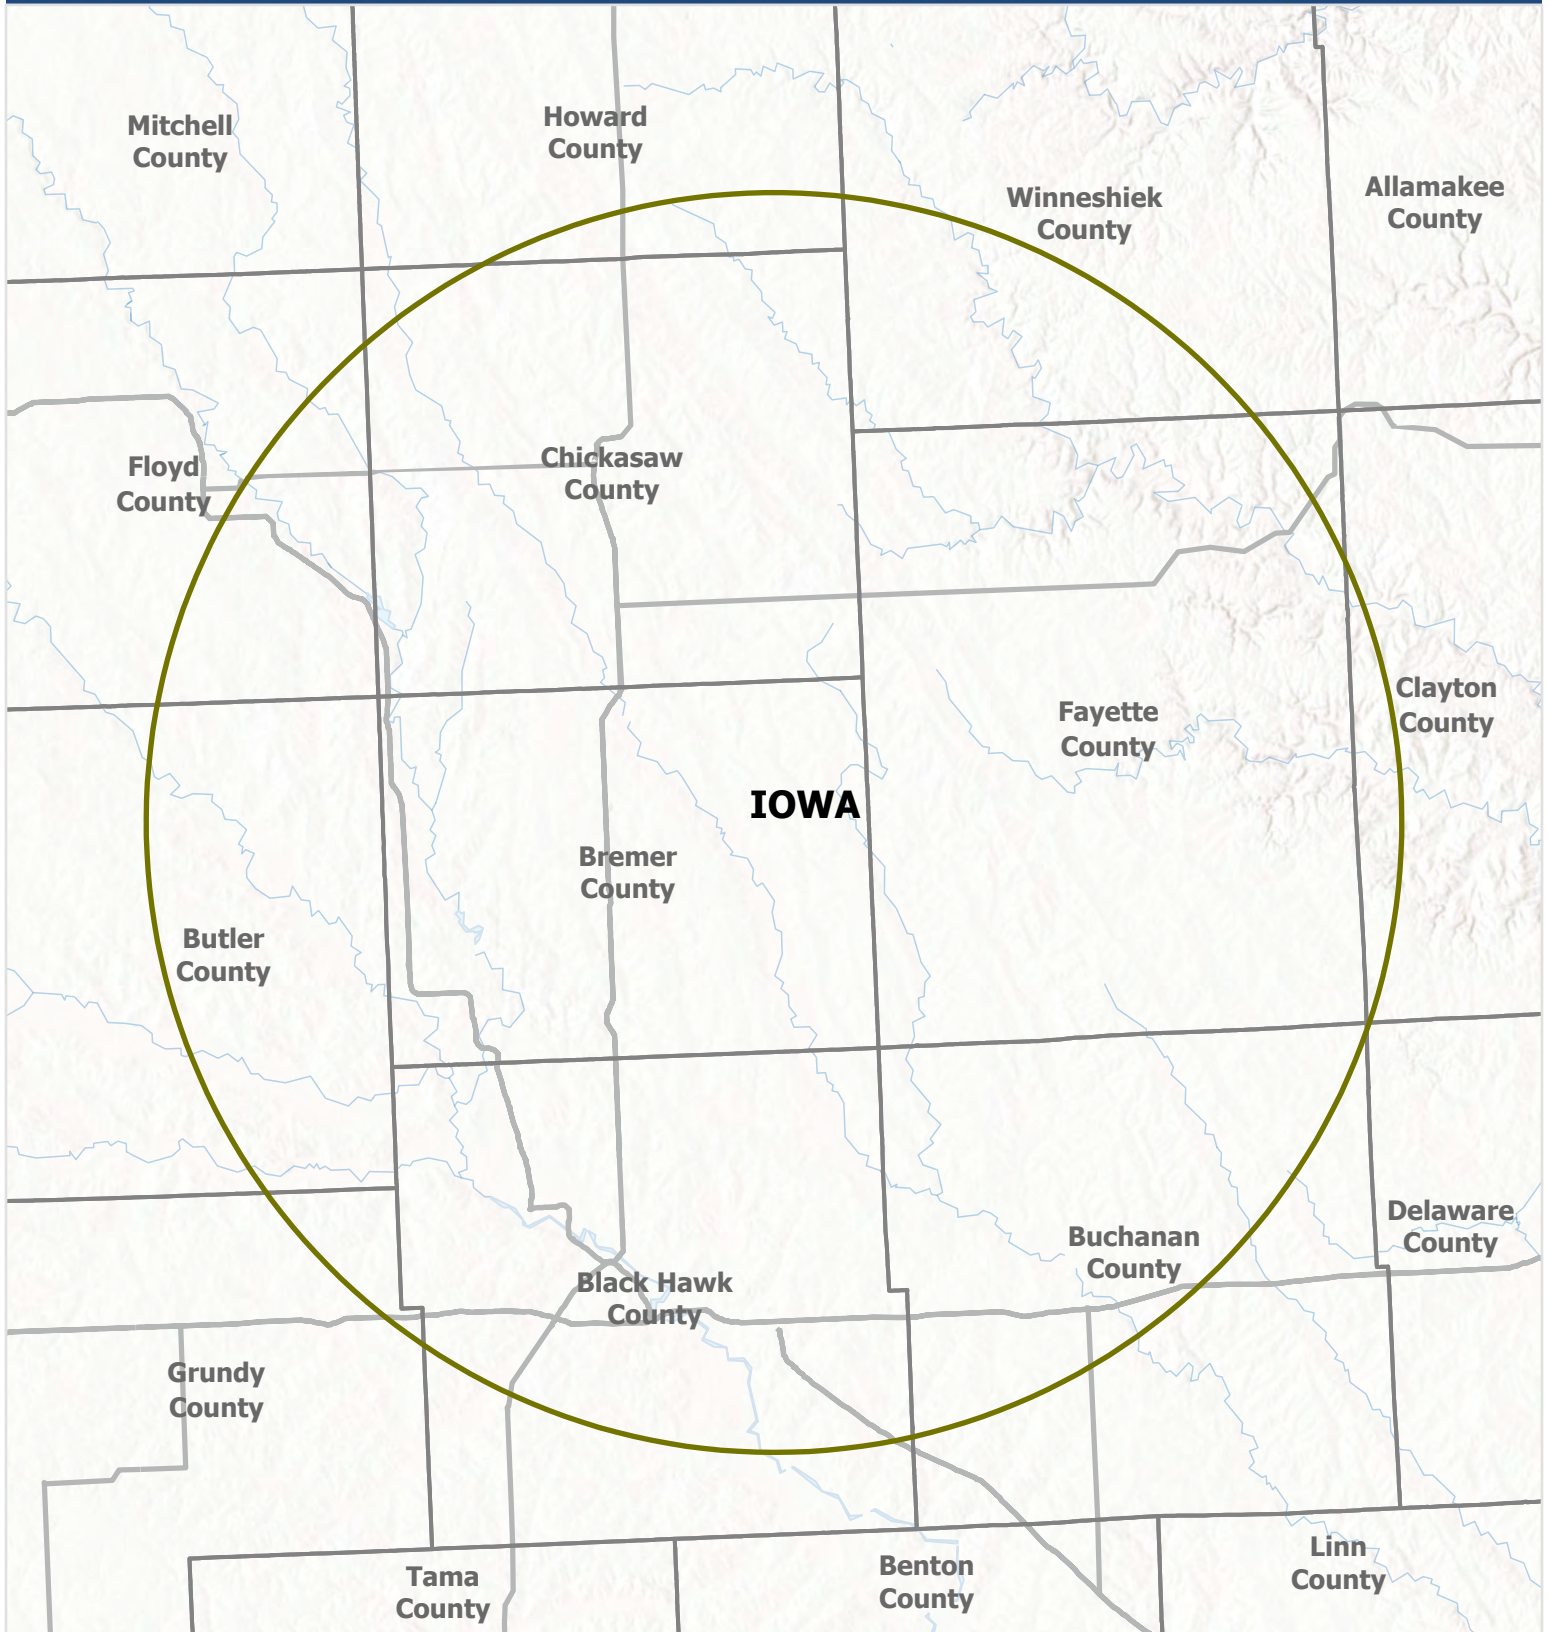 Mitchell
County
Howard
County
Winneshiek
County
Allamakee
County
Floyd
County
Chickasaw
County
Fayette
County
Clayton
County
IOWA
Bremer
County
Butler
County
Buchanan
County
Delaware
County
Black Hawk
County
Grundy
County
Tama
County
Benton
County
Linn
County